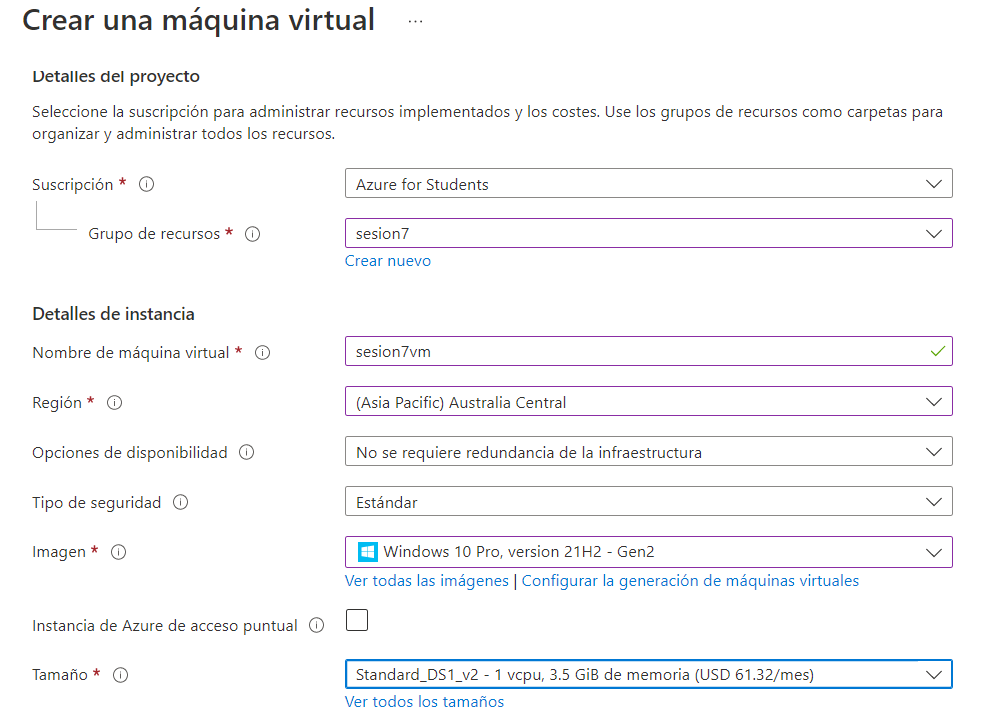 Crear una máquina virtual ...
Detalles del proyecto
Seleccione la suscripción para administrar recursos implementados y los costes. Use los grupos de recursos como carpetas para
organizar y administrar todos los recursos.
Suscripción * Azure for Students
Grupo de recursos * sesion7
Crear nuevo
Detalles de instancia
Nombre de máquina virtual * sesion7vm
Región * (Asia Pacific) Australia Central
Opciones de disponibilidad No se requiere redundancia de la infraestructura
Tipo de seguridad Estándar
Imagen * Windows 10 Pro, version 21H2 - Gen2
Ver todas las imágenes | Configurar la generación de máquinas virtuales
Instancia de Azure de acceso puntual
Tamaño * Standard_DS1_v2 - 1 vcpu, 3.5 GiB de memoria (USD 61.32/mes)
Ver todos los tamaños